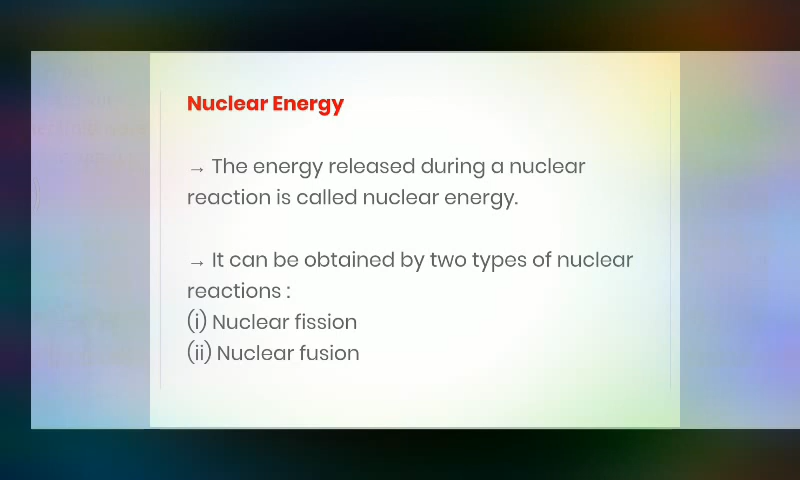 Nuclear Energy
→ The energy released during a nuclear
reaction is called nuclear energy.
→ It can be obtained by two types of nuclear
reactions :
(i) Nuclear fission
(ii) Nuclear fusion